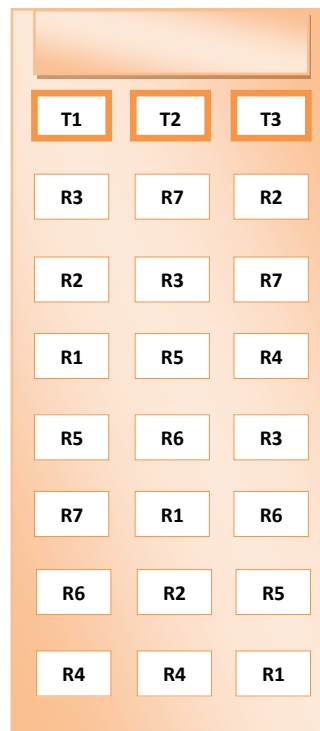 T1 T2 T3
R3 R7 R2
R2 R3 R7
R1 R5 R4
R5 R6 R3
R7 R1 R6
R6 R2 R5
R4 R4 R1